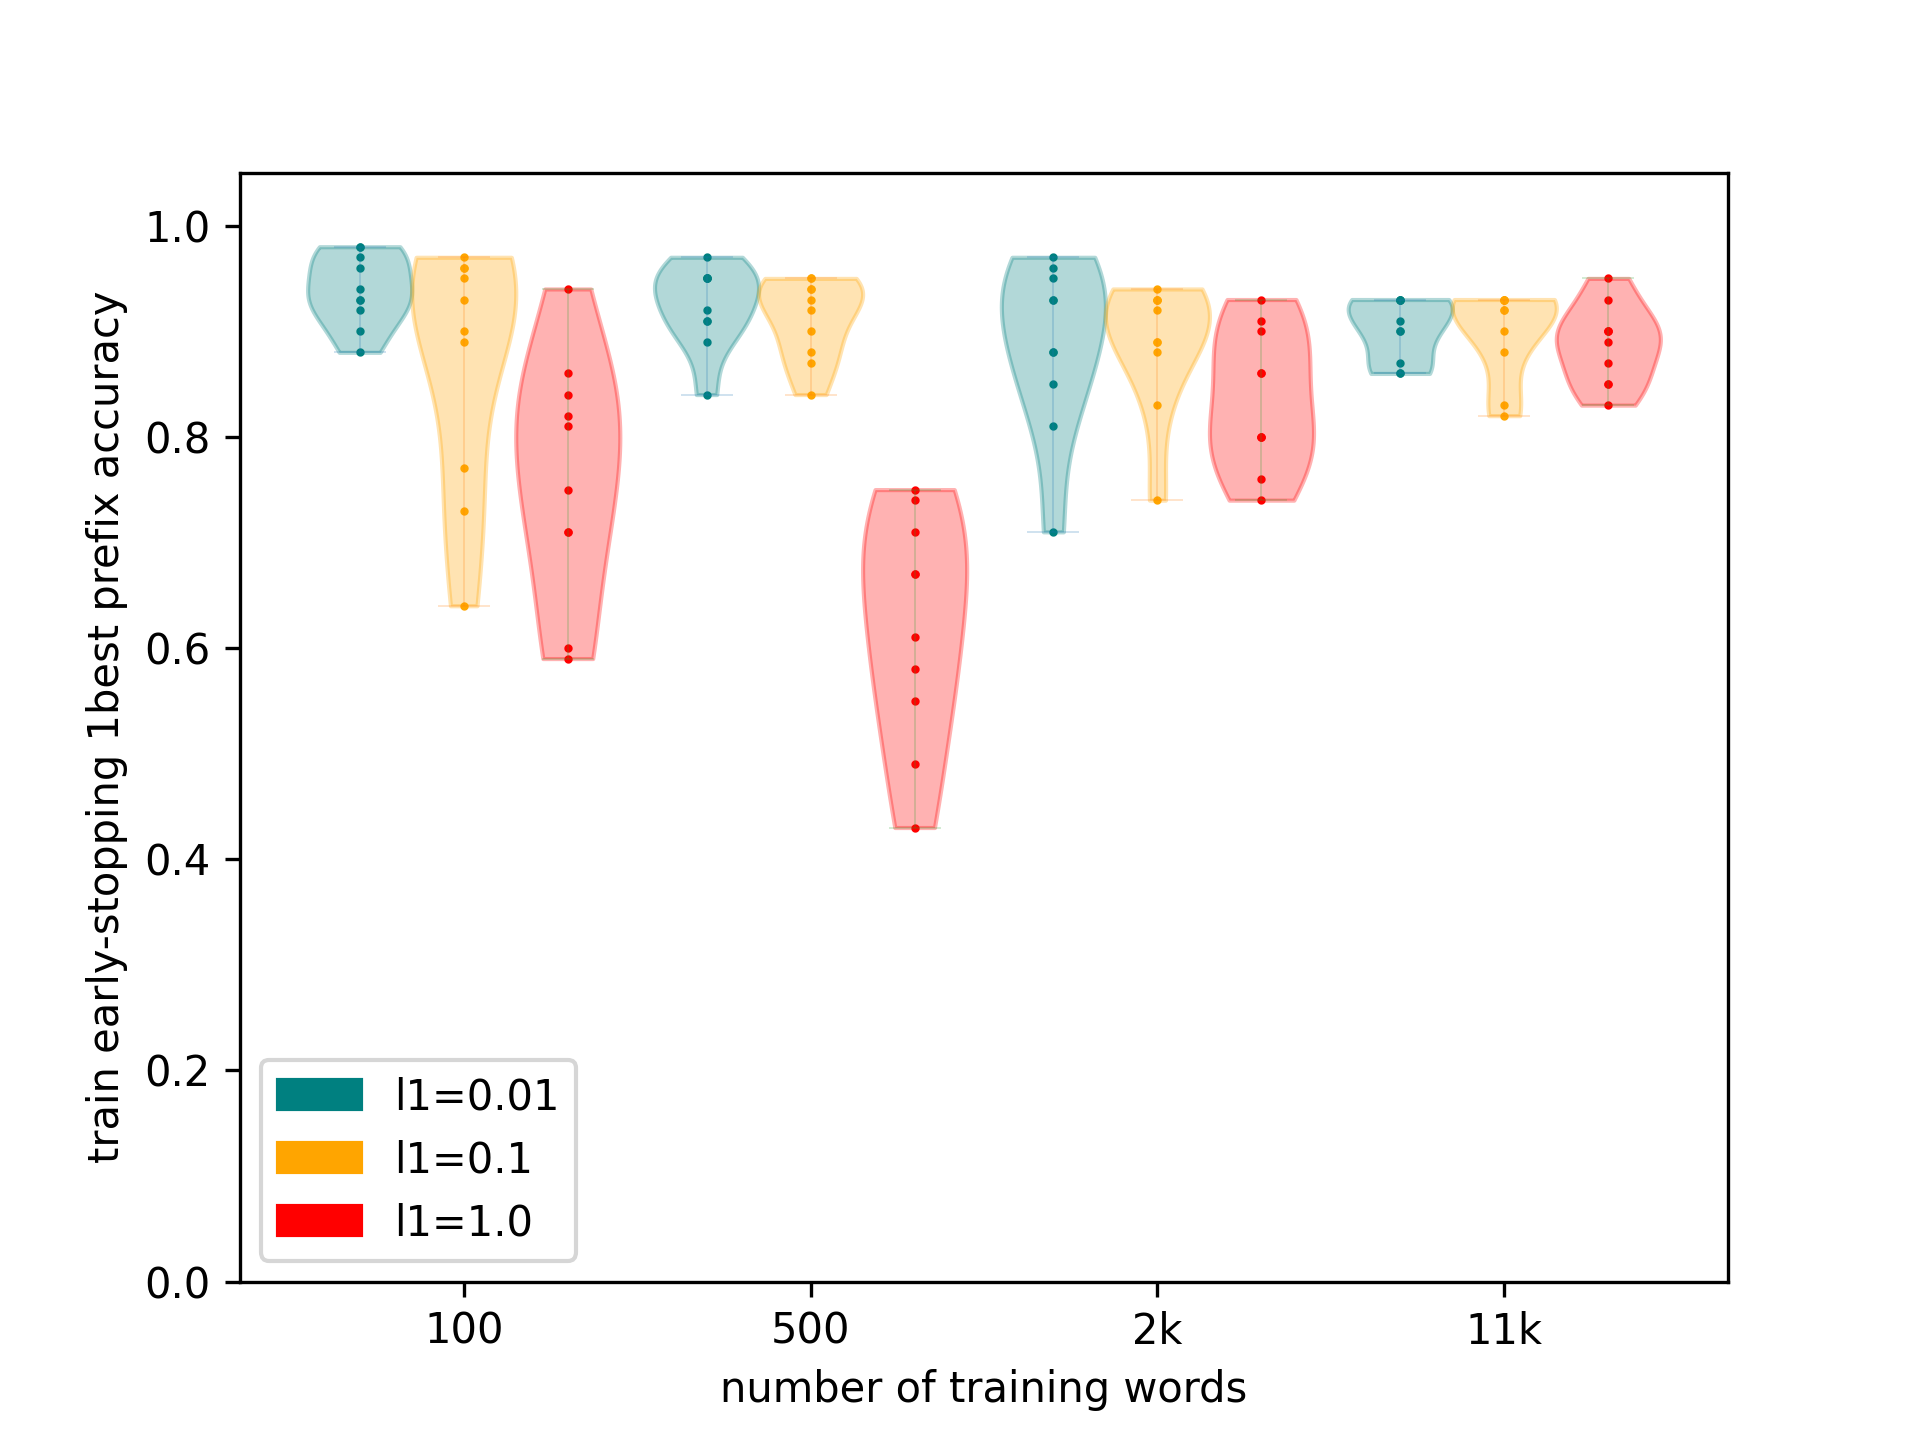 train early-stopping 1best prefix accuracy
1.0
0.8
0.6
0.4
0.2
0.0
l1=0.01
l1=0.1
l1=1.0
100 500 2k 11k
number of training words